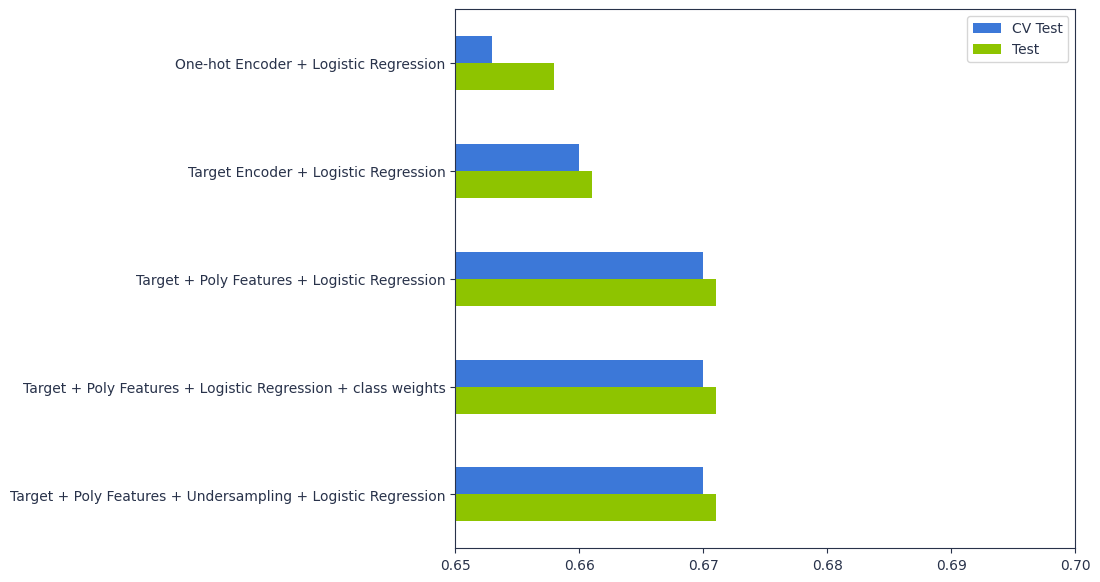 CV Test
Test
One-hot Encoder + Logistic Regression
Target Encoder + Logistic Regression
Target + Poly Features + Logistic Regression
Target + Poly Features + Logistic Regression + class weights
Target + Poly Features + Undersampling + Logistic Regression
0.65 0.66 0.67 0.68 0.69 0.70